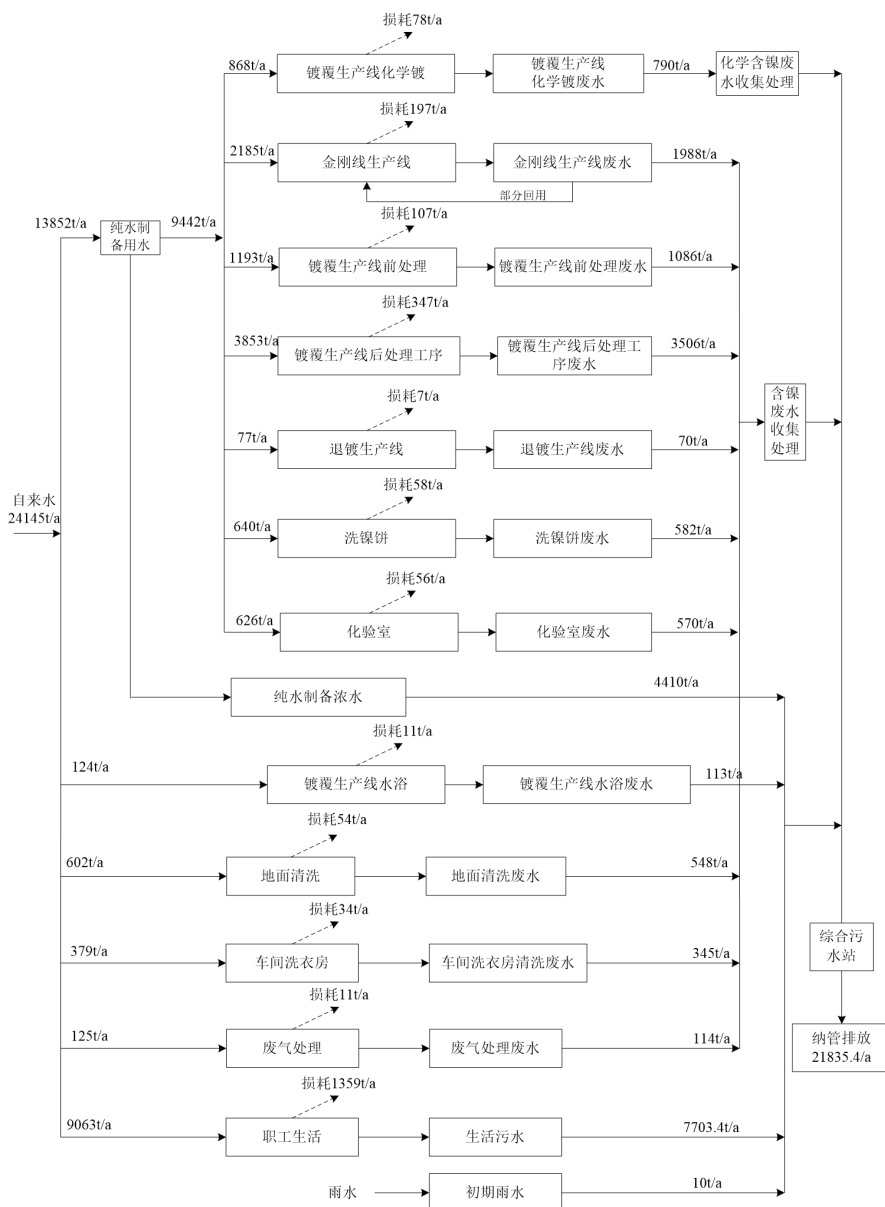 损耗78t/a
868t/a
镀覆生产线化学镀
镀覆生产线
化学镀废水
790t/a
化学含镍废
水收集处理
损耗197t/a
2185t/a
金刚线生产线
金刚线生产线废水
1988t/a
部分回用
13852t/a
纯水制
备用水
9442t/a
损耗107t/a
1193t/a
镀覆生产线前处理
镀覆生产线前处理废水
1086t/a
损耗347t/a
3853t/a
镀覆生产线后处理工序
镀覆生产线后处理工
序废水
3506t/a
含镍
废水
收集
处理
损耗7t/a
77t/a
退镀生产线
退镀生产线废水
70t/a
自来水
24145t/a
损耗58t/a
640t/a
洗镍饼
洗镍饼废水
582t/a
损耗56t/a
626t/a
化验室
化验室废水
570t/a
纯水制备浓水
4410t/a
损耗11t/a
124t/a
镀覆生产线水浴
镀覆生产线水浴废水
113t/a
损耗54t/a
602t/a
地面清洗
地面清洗废水
548t/a
损耗34t/a
379t/a
车间洗衣房
车间洗衣房清洗废水
345t/a
综合污
水站
损耗11t/a
125t/a
废气处理
废气处理废水
114t/a
纳管排放
21835.4/a
损耗1359t/a
9063t/a
职工生活
生活污水
7703.4t/a
雨水
初期雨水
10t/a